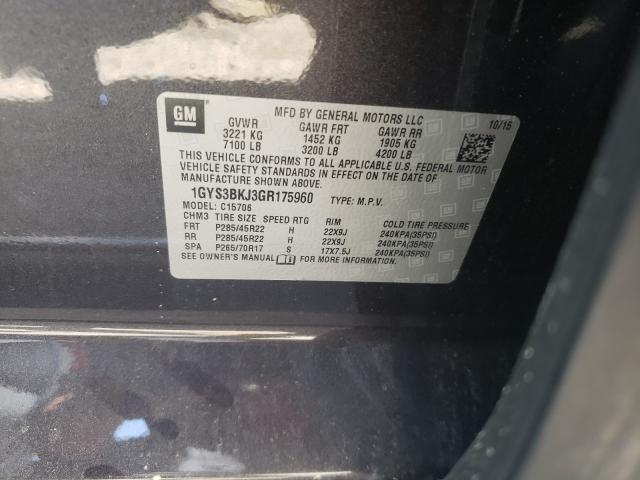 GM
MFD BY GENERAL MOTORS LLC
10/15
GVWR GAWR FRT GAWR RR
3221 KG 1452 KG 1905 KG
7100 LB 3200 LB 4200 LB
THIS VEHICLE CONFORMS TO ALL APPLICABLE U.S. FEDERAL MOTOR
VEHICLE SAFETY STANDARDS IN EFFECT ON THE DATE OF
MANUFACTURE SHOWN ABOVE.
1GYS3BKJ3GR175960 TYPE: M.P.V.
MODEL: C15706
CHM3 TIRE SIZE SPEED RTG RIM COLD TIRE PRESSURE
FRT P285/45R22 H 22X9J 240KPA(35PSI)
RR P285/45R22 H 22X9J 240KPA(35PSI)
SPA P265/70R17 S 17X7.5J 240KPA(35PSI)
SEE OWNER'S MANUAL FOR MORE INFORMATION.